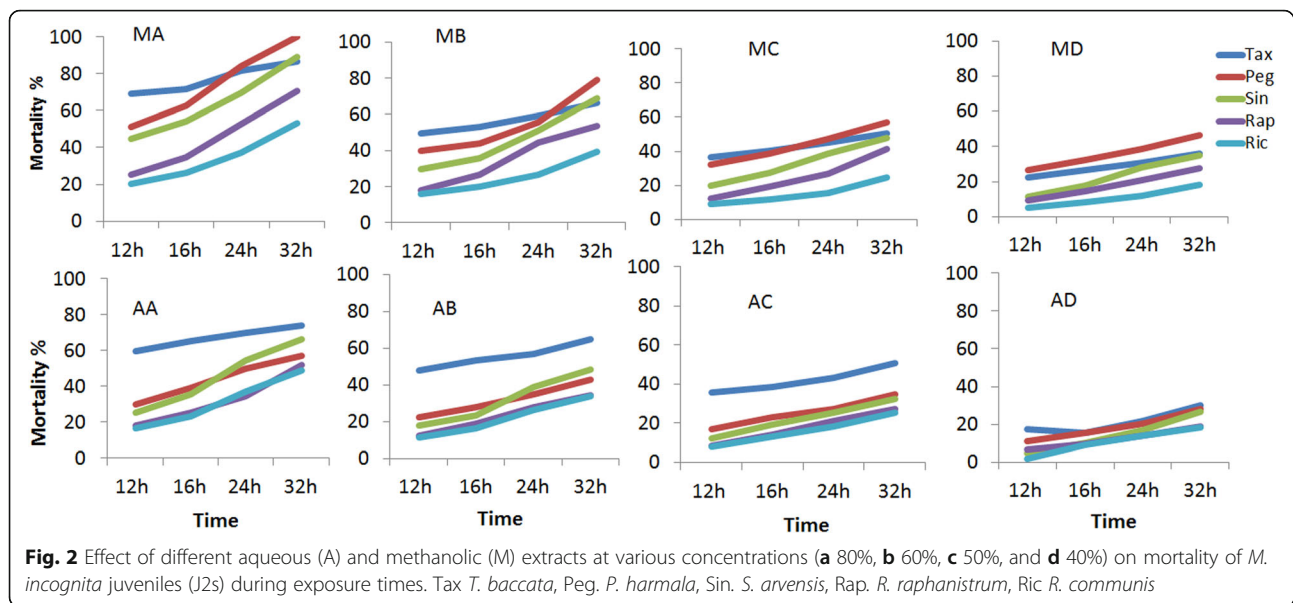 MA
MB
MC
MD
Mortality %
100
80
60
40
20
0
12h 16h 24h 32h
100
80
60
40
20
0
12h 16h 24h 32h
100
80
60
40
20
0
12h 16h 24h 32h
100
80
60
40
20
0
12h 16h 24h 32h
Tax
Peg
Sin
Rap
Ric
AA
AB
AC
AD
Mortality %
100
80
60
40
20
0
12h 16h 24h 32h
Time
100
80
60
40
20
0
12h 16h 24h 32h
Time
100
80
60
40
20
0
12h 16h 24h 32h
Time
100
80
60
40
20
0
12h 16h 24h 32h
Time
Fig. 2 Effect of different aqueous (A) and methanolic (M) extracts at various concentrations (a 80%, b 60%, c 50%, and d 40%) on mortality of M.
incognita juveniles (J2s) during exposure times. Tax T. baccata, Peg. P. harmala, Sin. S. arvensis, Rap. R. raphanistrum, Ric R. communis